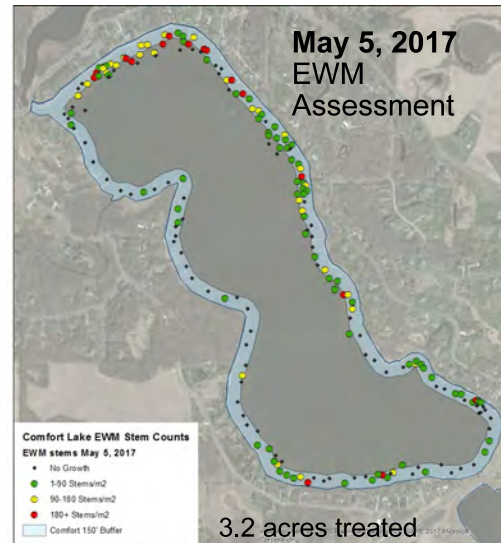 May 5, 2017
EWM
Assessment
Comfort Lake EWM Stem Counts
EWM stems May 5, 2017
No Growth
1-90 Stems/m2
90-180 Stems/m2
180+ Stems/m2
Comfort 150' Buffer
3.2 acres treated